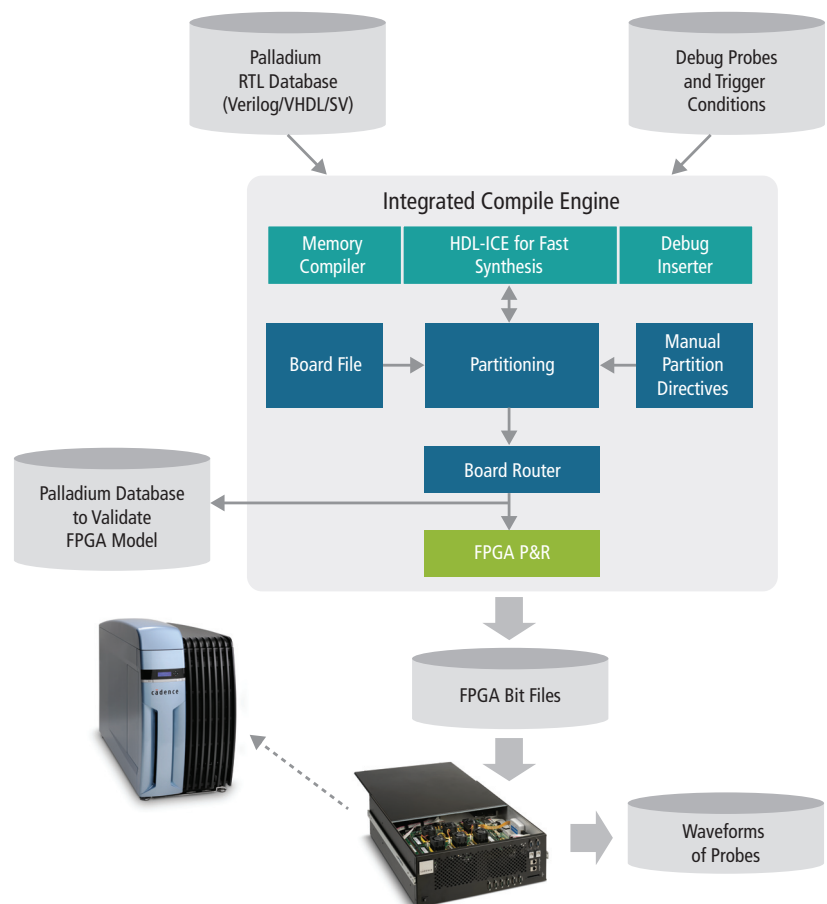 Palladium
RTL Database
(Verilog/VHDL/SV)
Debug Probes
and Trigger
Conditions
Integrated Compile Engine
Memory
Compiler
HDL-ICE for Fast
Synthesis
Debug
Inserter
Board File
Partitioning
Manual
Partition
Directives
Board Router
Palladium Database
to Validate
FPGA Model
FPGA P&R
FPGA Bit Files
cadence
Waveforms
of Probes